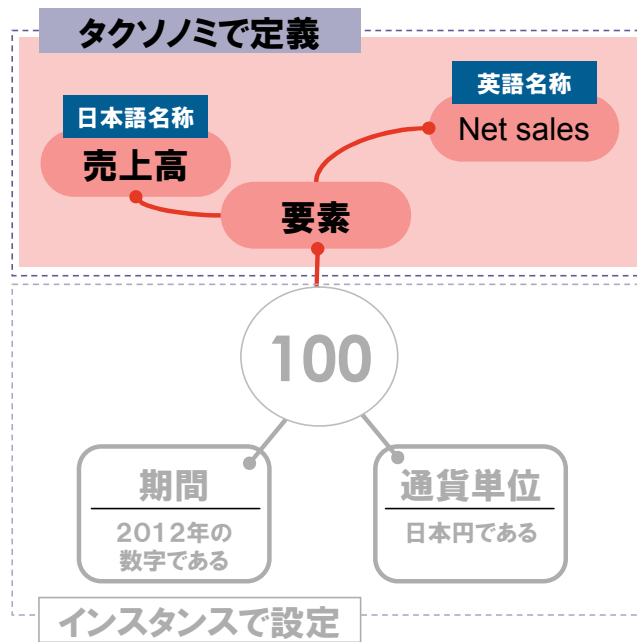 タクソノミで定義
英語名称
Net sales
日本語名称
売上高
要素
100
期間
2012年の
数字である
通貨単位
日本円である
インスタンスで設定